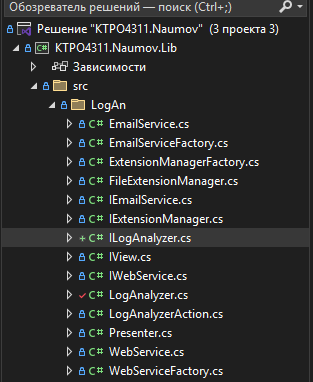 Обозреватель решений — поиск (Ctrl+;)
Решение "КТРО4311.Naumov" (3 проекта 3)
КТРО4311.Naumov.Lib
Зависимости
src
LogAn
EmailService.cs
EmailServiceFactory.cs
ExtensionManagerFactory.cs
FileExtensionManager.cs
IEmailService.cs
IExtensionManager.cs
ILogAnalyzer.cs
IView.cs
IWebService.cs
LogAnalyzer.cs
LogAnalyzerAction.cs
Presenter.cs
WebService.cs
WebServiceFactory.cs